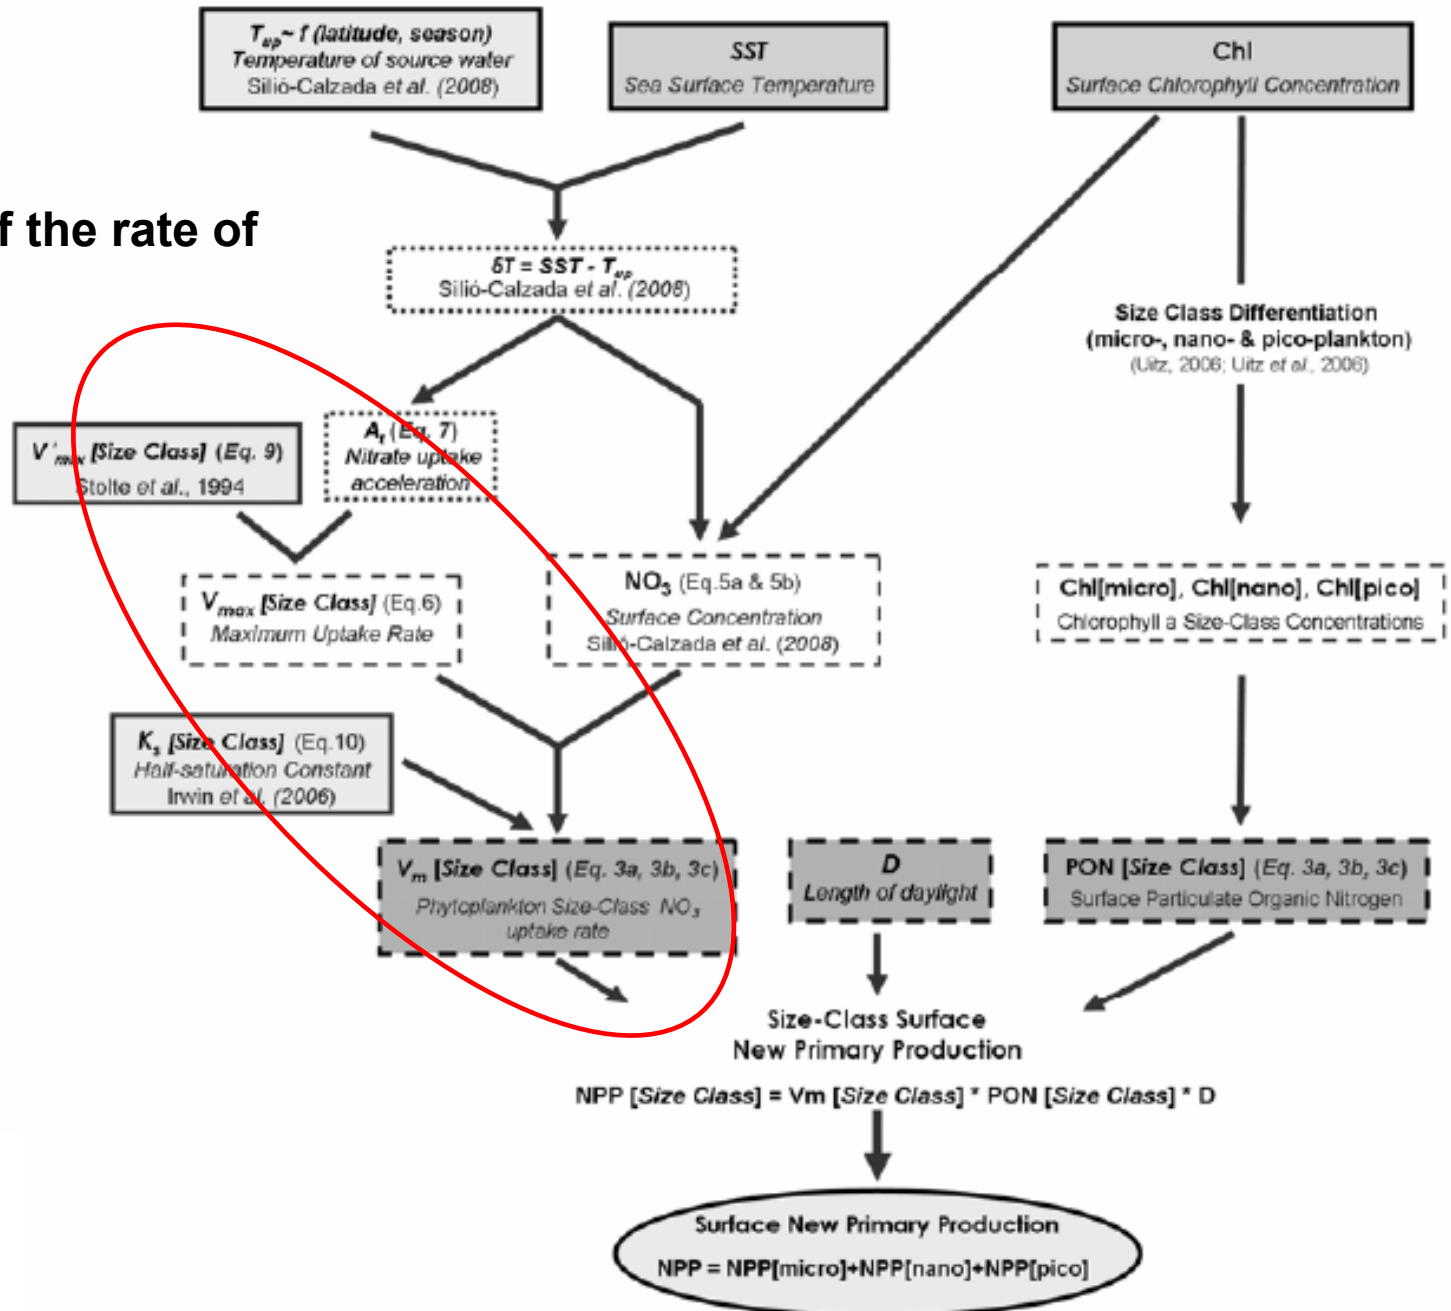 T_up ~ f (latitude, season)
Temperature of source water
Silió-Calzada et al. (2008)
SST
Sea Surface Temperature
Chl
Surface Chlorophyll Concentration
f the rate of
δT = SST - T_up
Silió-Calzada et al. (2008)
Size Class Differentiation
(micro-, nano- & pico-plankton)
(Uitz, 2006; Uitz et al., 2006)
V'_max [Size Class] (Eq. 9)
Stolte et al., 1994
A_t (Eq. 7)
Nitrate uptake
acceleration
V_max [Size Class] (Eq.6)
Maximum Uptake Rate
NO₃ (Eq.5a & 5b)
Surface Concentration
Silió-Calzada et al. (2008)
Chl[micro], Chl[nano], Chl[pico]
Chlorophyll a Size-Class Concentrations
K_s [Size Class] (Eq.10)
Half-saturation Constant
Irwin et al. (2006)
V_m [Size Class] (Eq. 3a, 3b, 3c)
Phytoplankton Size-Class NO₃
uptake rate
D
Length of daylight
PON [Size Class] (Eq. 3a, 3b, 3c)
Surface Particulate Organic Nitrogen
Size-Class Surface
New Primary Production
NPP [Size Class] = Vm [Size Class] * PON [Size Class] * D
Surface New Primary Production
NPP = NPP[micro]+NPP[nano]+NPP[pico]